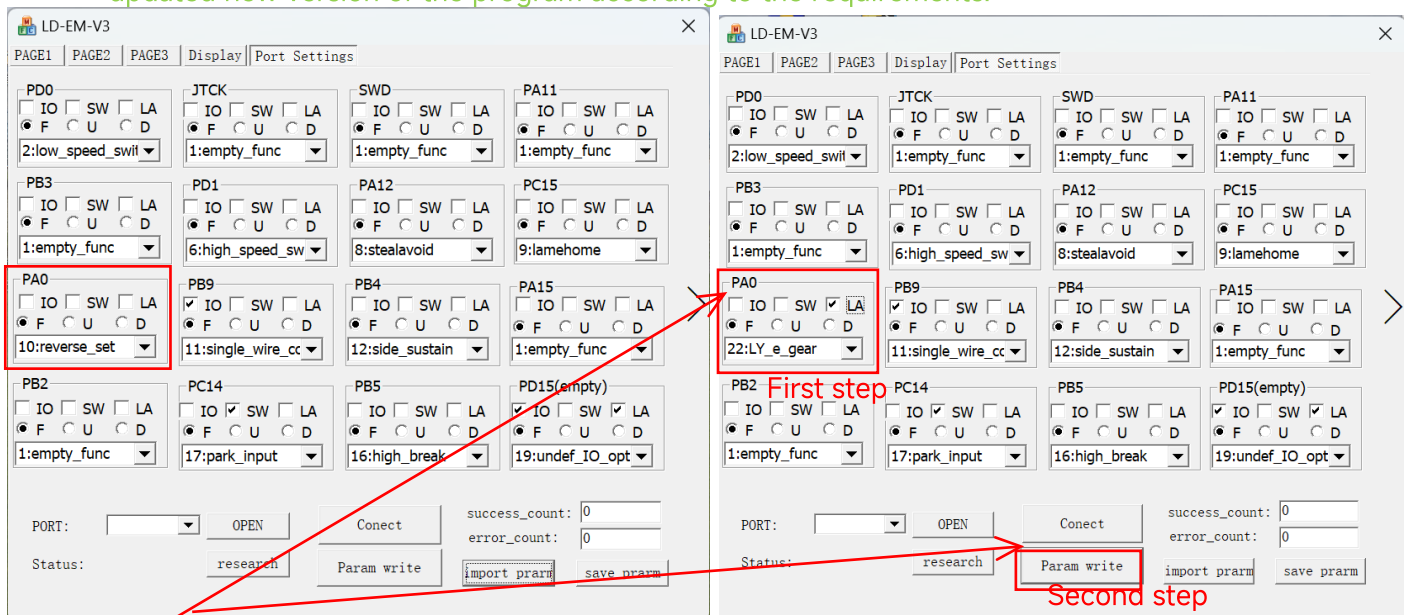 updated new version of the program according to the requirements.
LD-EM-V3
PAGE1 PAGE2 PAGE3 Display Port Settings
PD0 JTCK SWD PA11
IO SW LA IO SW LA IO SW LA IO SW LA
F U D F U D F U D F U D
2:low_speed_swit 1:empty_func 1:empty_func 1:empty_func
PB3 PD1 PA12 PC15
IO SW LA IO SW LA IO SW LA IO SW LA
F U D F U D F U D F U D
1:empty_func 6:high_speed_sw 8:stealavoid 9:lamehome
PA0 PB9 PB4 PA15
IO SW LA IO SW LA IO SW LA IO SW LA
F U D F U D F U D F U D
10:reverse_set 11:single_wire_cc 12:side_sustain 1:empty_func
PB2 PC14 PB5 PD15(empty)
IO SW LA IO SW LA IO SW LA IO SW LA
F U D F U D F U D F U D
1:empty_func 17:park_input 16:high_break 19:undef_IO_opt
PORT: OPEN Conect success_count: 0
error_count: 0
Status: research Param write import prarm save prarm
LD-EM-V3
PAGE1 PAGE2 PAGE3 Display Port Settings
PD0 JTCK SWD PA11
IO SW LA IO SW LA IO SW LA IO SW LA
F U D F U D F U D F U D
2:low_speed_swit 1:empty_func 1:empty_func 1:empty_func
PB3 PD1 PA12 PC15
IO SW LA IO SW LA IO SW LA IO SW LA
F U D F U D F U D F U D
1:empty_func 6:high_speed_sw 8:stealavoid 9:lamehome
PA0 PB9 PB4 PA15
IO SW LA IO SW LA IO SW LA IO SW LA
F U D F U D F U D F U D
22:LY_e_gear 11:single_wire_cc 12:side_sustain 1:empty_func
First step
PB2 PC14 PB5 PD15(empty)
IO SW LA IO SW LA IO SW LA IO SW LA
F U D F U D F U D F U D
1:empty_func 17:park_input 16:high_break 19:undef_IO_opt
PORT: OPEN Conect success_count: 0
error_count: 0
Status: research Param write import prarm save prarm
Second step